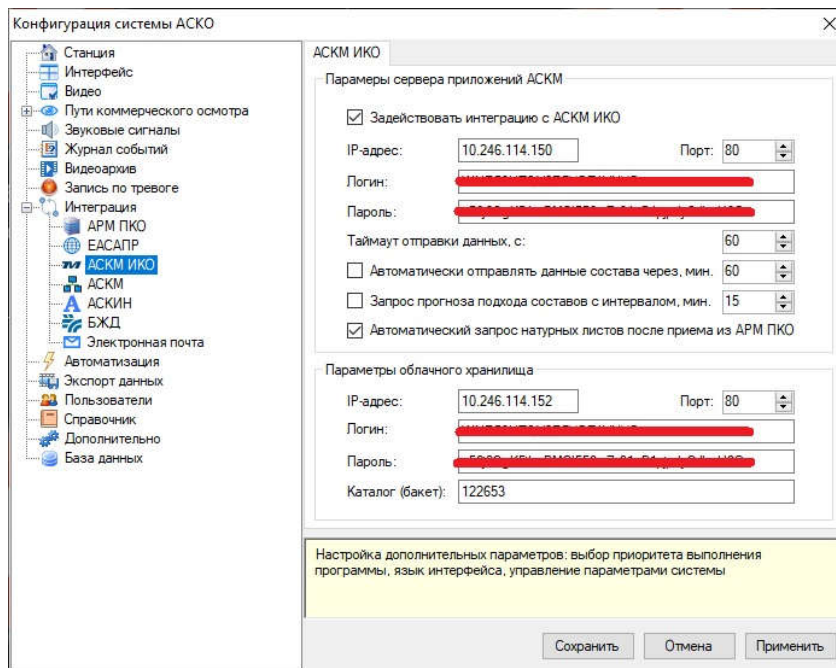 Конфигурация системы АСКО
Станция
Интерфейс
Видео
Пути коммерческого осмотра
Звуковые сигналы
Журнал событий
Видеоархив
Запись по тревоге
Интеграция
АРМ ПКО
ЕАСАПР
АСКМ ИКО
АСКМ
АСКИН
БЖД
Электронная почта
Автоматизация
Экспорт данных
Пользователи
Справочник
Дополнительно
База данных
АСКМ ИКО
Парамеры сервера приложений АСКМ
Задействовать интеграцию с АСКМ ИКО
IP-адрес: 10.246.114.150 Порт: 80
Логин:
Пароль:
Таймаут отправки данных, с: 60
Автоматически отправлять данные состава через, мин. 60
Запрос прогноза подхода составов с интервалом, мин. 15
Автоматический запрос натурных листов после приема из АРМ ПКО
Параметры облачного хранилища
IP-адрес: 10.246.114.152 Порт: 80
Логин:
Пароль:
Каталог (бакет): 122653
Настройка дополнительных параметров: выбор приоритета выполнения
программы, язык интерфейса, управление параметрами системы
Сохранить Отмена Применить